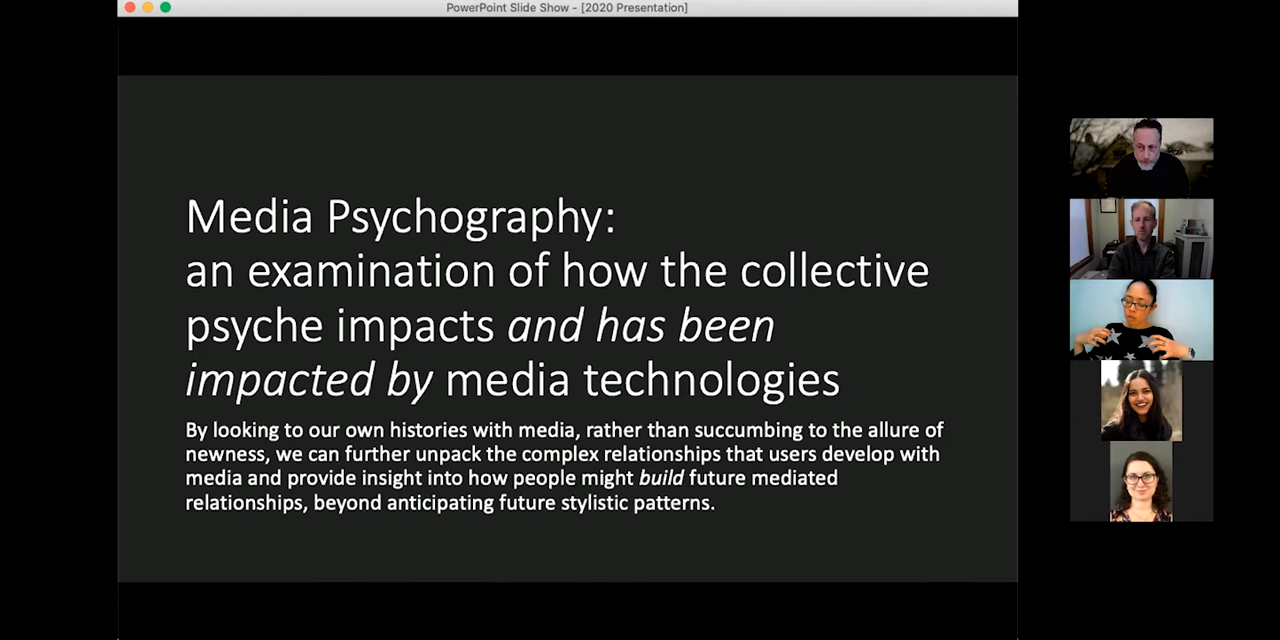 PowerPoint Slide Show - [2020 Presentation]
Media Psychography:
an examination of how the collective
psyche impacts and has been
impacted by media technologies
By looking to our own histories with media, rather than succumbing to the allure of
newness, we can further unpack the complex relationships that users develop with
media and provide insight into how people might build future mediated
relationships, beyond anticipating future stylistic patterns.